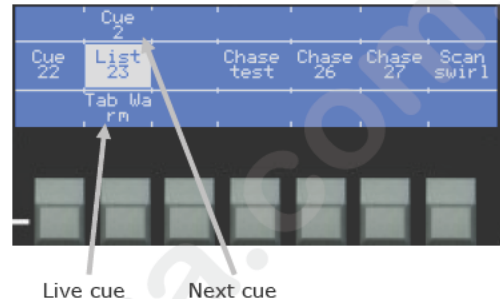 Cue
2
Cue List Chase Chase Chase Scan
22 23 test 26 27 swirl
Tab Wa
rm
Live cue Next cue